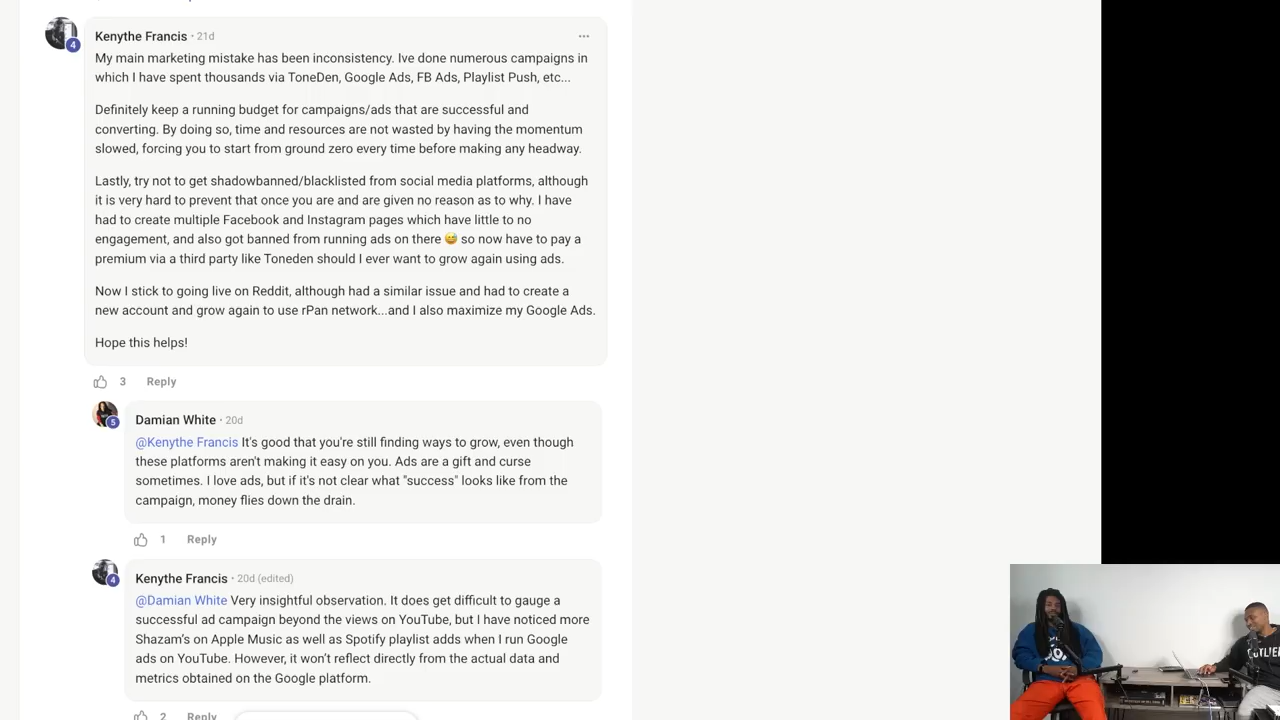 Kenythe Francis · 21d
...
4
My main marketing mistake has been inconsistency. Ive done numerous campaigns in
which I have spent thousands via ToneDen, Google Ads, FB Ads, Playlist Push, etc...
Definitely keep a running budget for campaigns/ads that are successful and
converting. By doing so, time and resources are not wasted by having the momentum
slowed, forcing you to start from ground zero every time before making any headway.
Lastly, try not to get shadowbanned/blacklisted from social media platforms, although
it is very hard to prevent that once you are and are given no reason as to why. I have
had to create multiple Facebook and Instagram pages which have little to no
engagement, and also got banned from running ads on there 😅 so now have to pay a
premium via a third party like Toneden should I ever want to grow again using ads.
Now I stick to going live on Reddit, although had a similar issue and had to create a
new account and grow again to use rPan network...and I also maximize my Google Ads.
Hope this helps!
3 Reply
Damian White · 20d
5
@Kenythe Francis It's good that you're still finding ways to grow, even though
these platforms aren't making it easy on you. Ads are a gift and curse
sometimes. I love ads, but if it's not clear what "success" looks like from the
campaign, money flies down the drain.
1 Reply
Kenythe Francis · 20d (edited)
4
@Damian White Very insightful observation. It does get difficult to gauge a
successful ad campaign beyond the views on YouTube, but I have noticed more
Shazam's on Apple Music as well as Spotify playlist adds when I run Google
ads on YouTube. However, it won't reflect directly from the actual data and
metrics obtained on the Google platform.
2 Reply